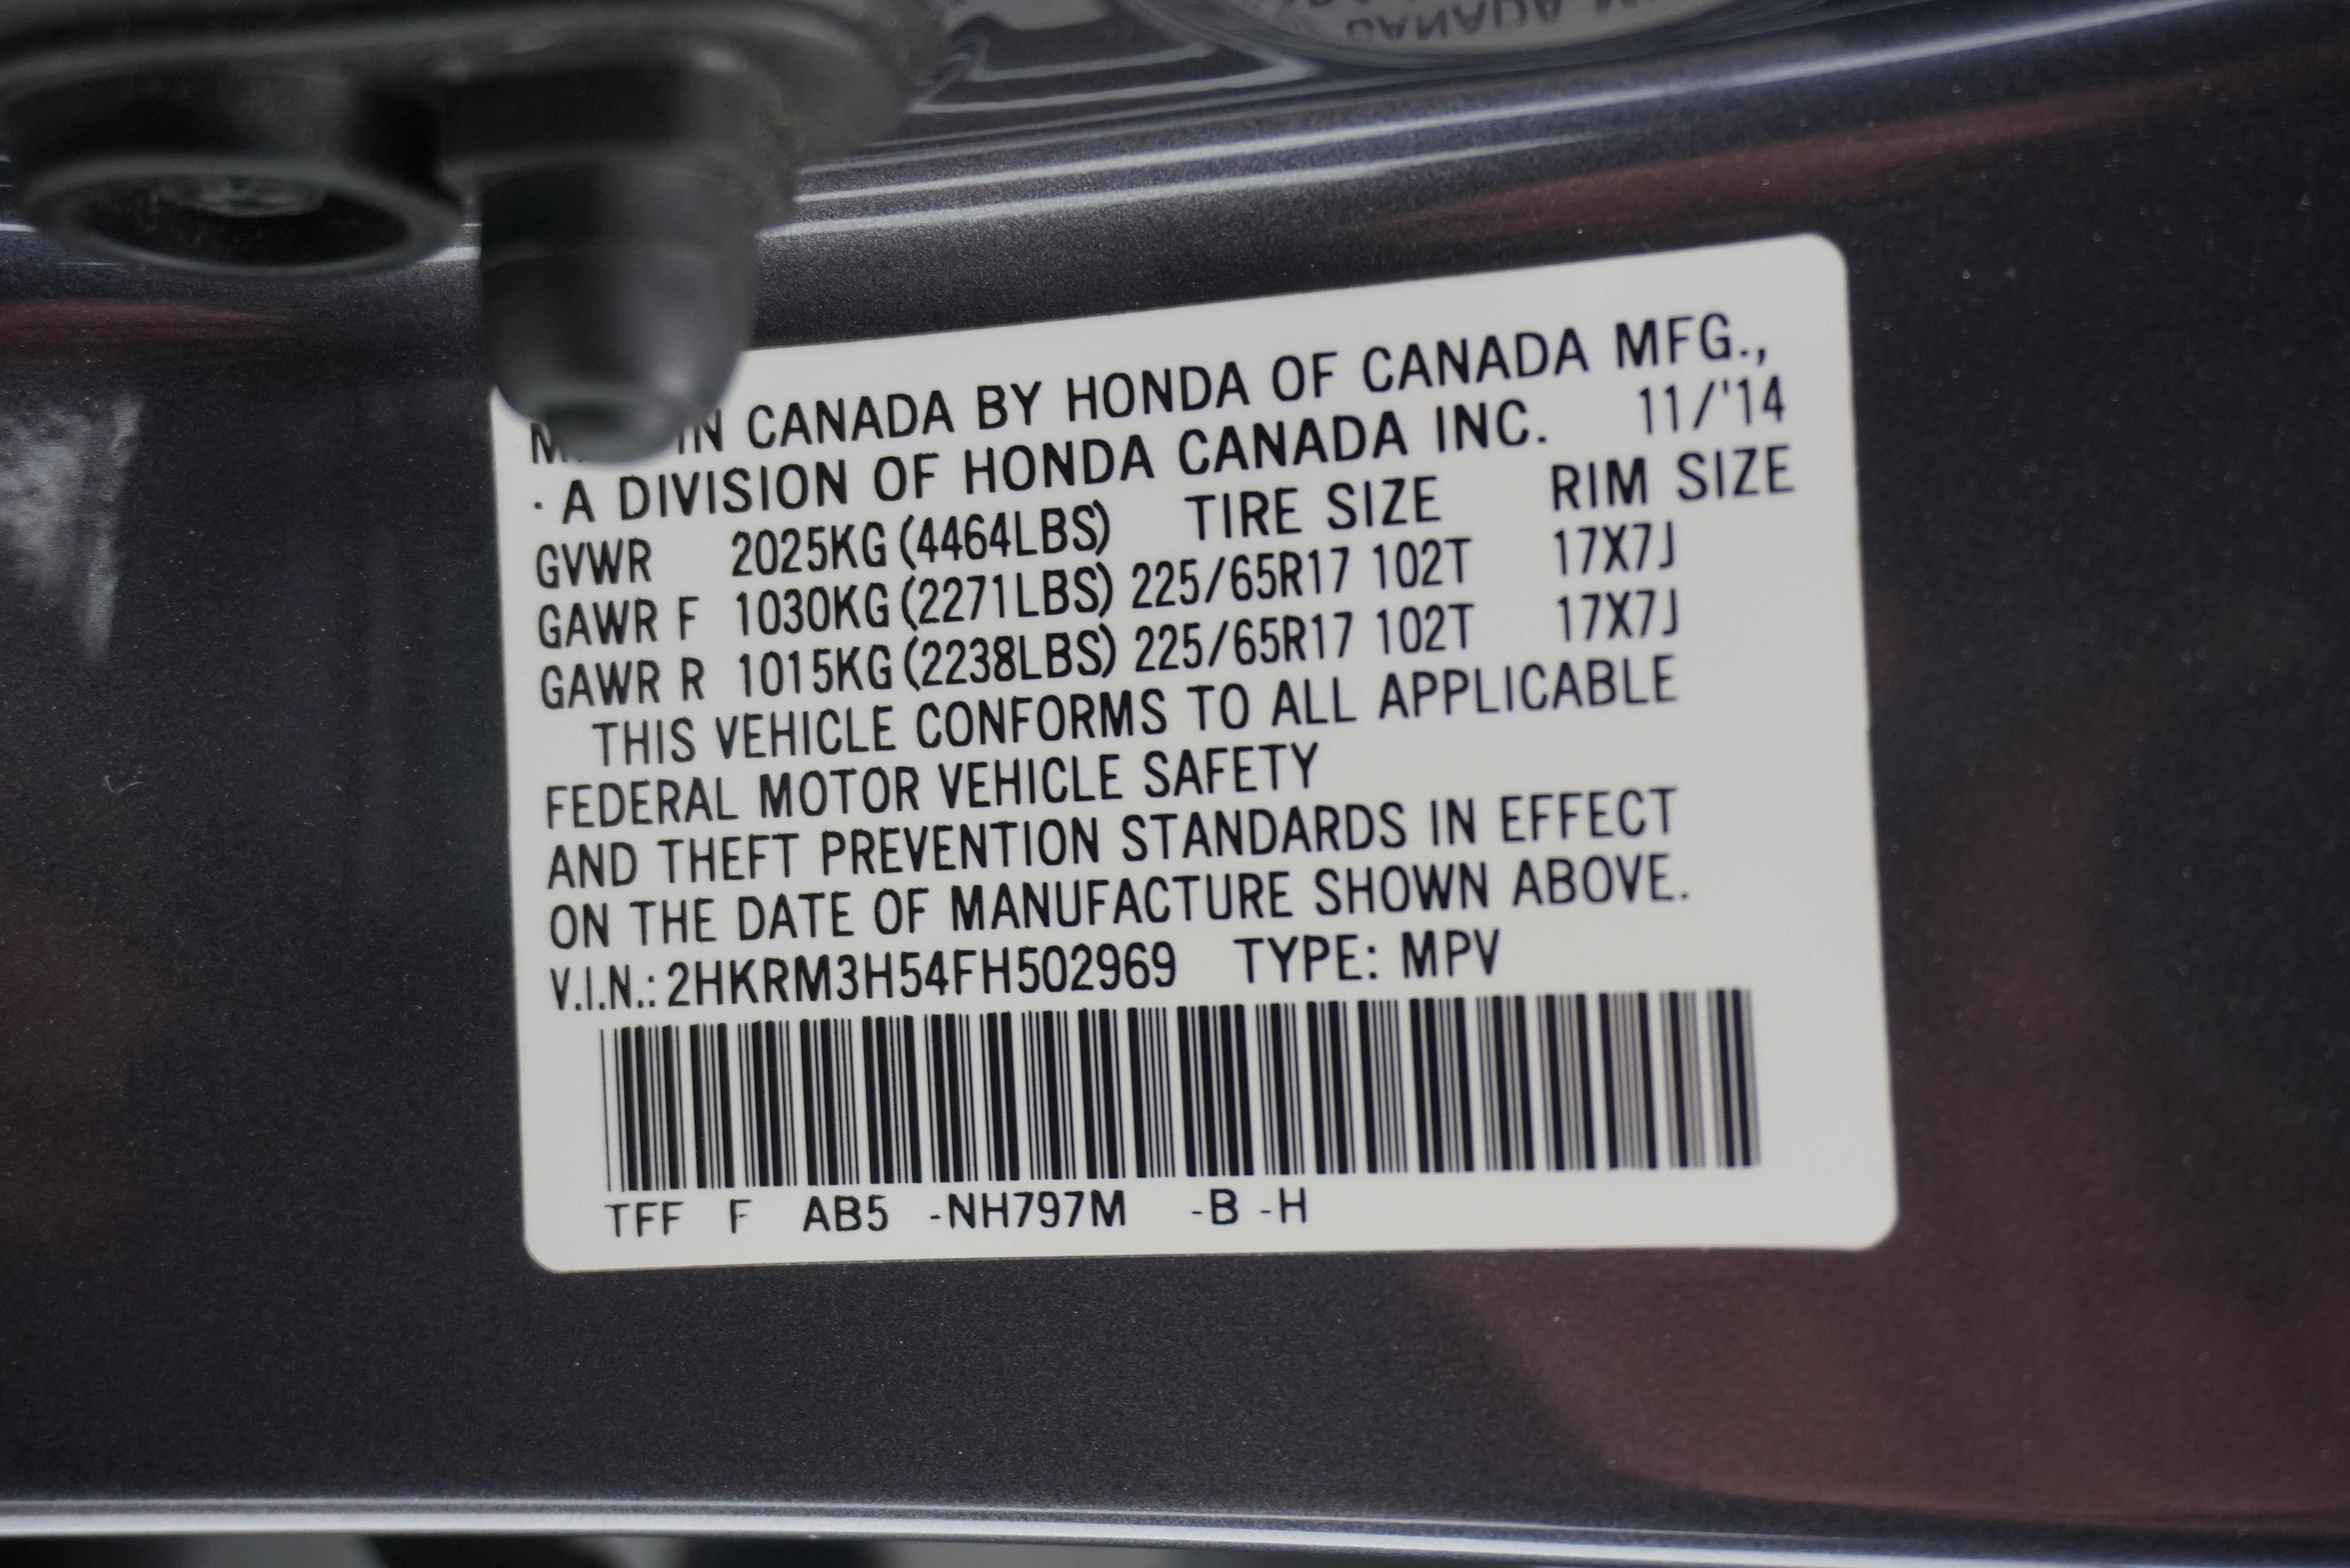 IN CANADA BY HONDA OF CANADA MFG.,
· A DIVISION OF HONDA CANADA INC. 11/'14
GVWR 2025KG (4464LBS) TIRE SIZE RIM SIZE
GAWR F 1030KG (2271LBS) 225/65R17 102T 17X7J
GAWR R 1015KG (2238LBS) 225/65R17 102T 17X7J
THIS VEHICLE CONFORMS TO ALL APPLICABLE
FEDERAL MOTOR VEHICLE SAFETY
AND THEFT PREVENTION STANDARDS IN EFFECT
ON THE DATE OF MANUFACTURE SHOWN ABOVE.
V.I.N.: 2HKRM3H54FH502969 TYPE: MPV
TFF F AB5 -NH797M -B -H